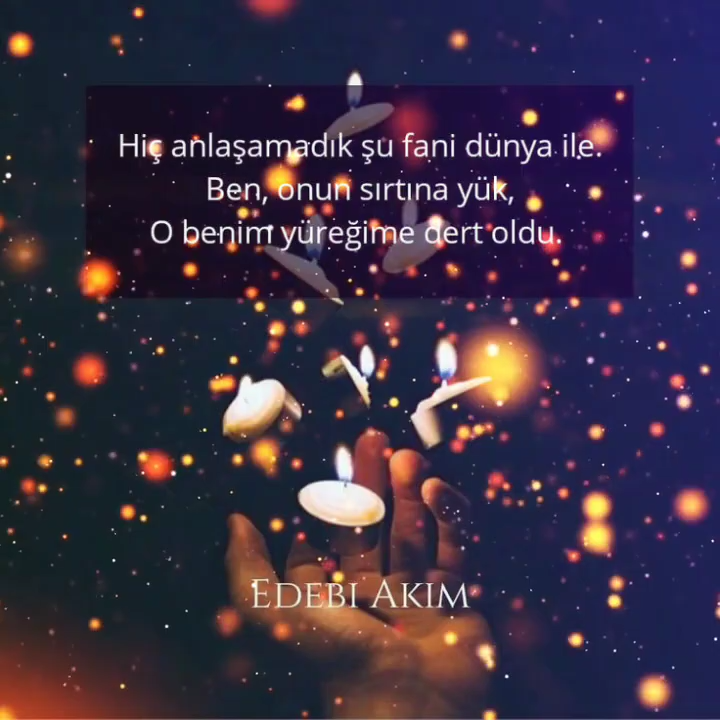 Hiç anlaşamadık şu fani dünya ile.
Ben, onun sırtına yük,
O benim yüreğime dert oldu.
EDEBI AKIM